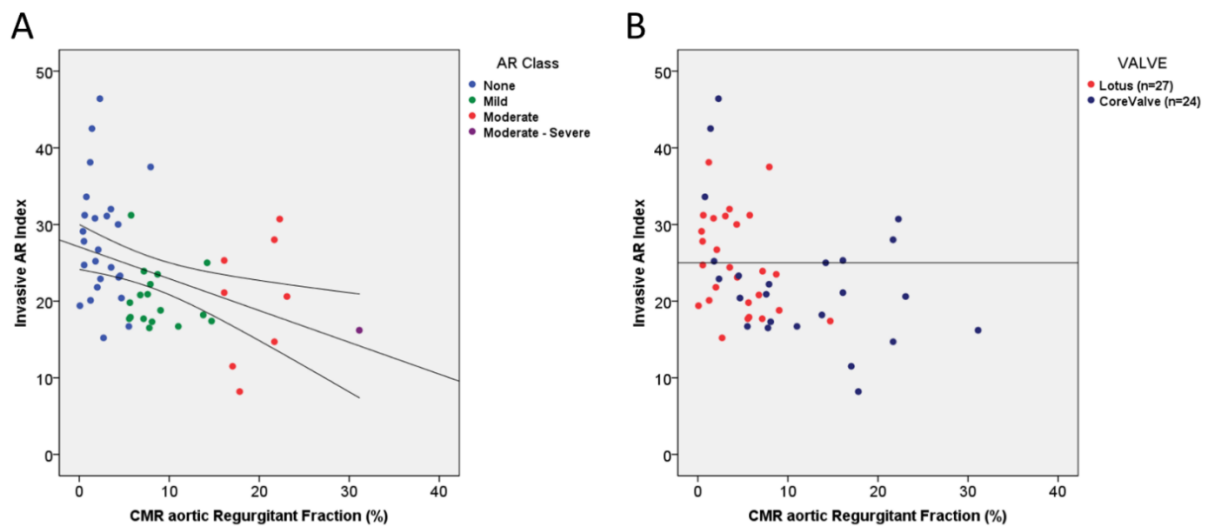 A
B
AR Class
None
Mild
Moderate
Moderate - Severe
VALVE
Lotus (n=27)
CoreValve (n=24)
Invasive AR Index
50
40
30
20
10
0
0 10 20 30 40
CMR aortic Regurgitant Fraction (%)
Invasive AR Index
50
40
30
20
10
0
0 10 20 30 40
CMR aortic Regurgitant Fraction (%)